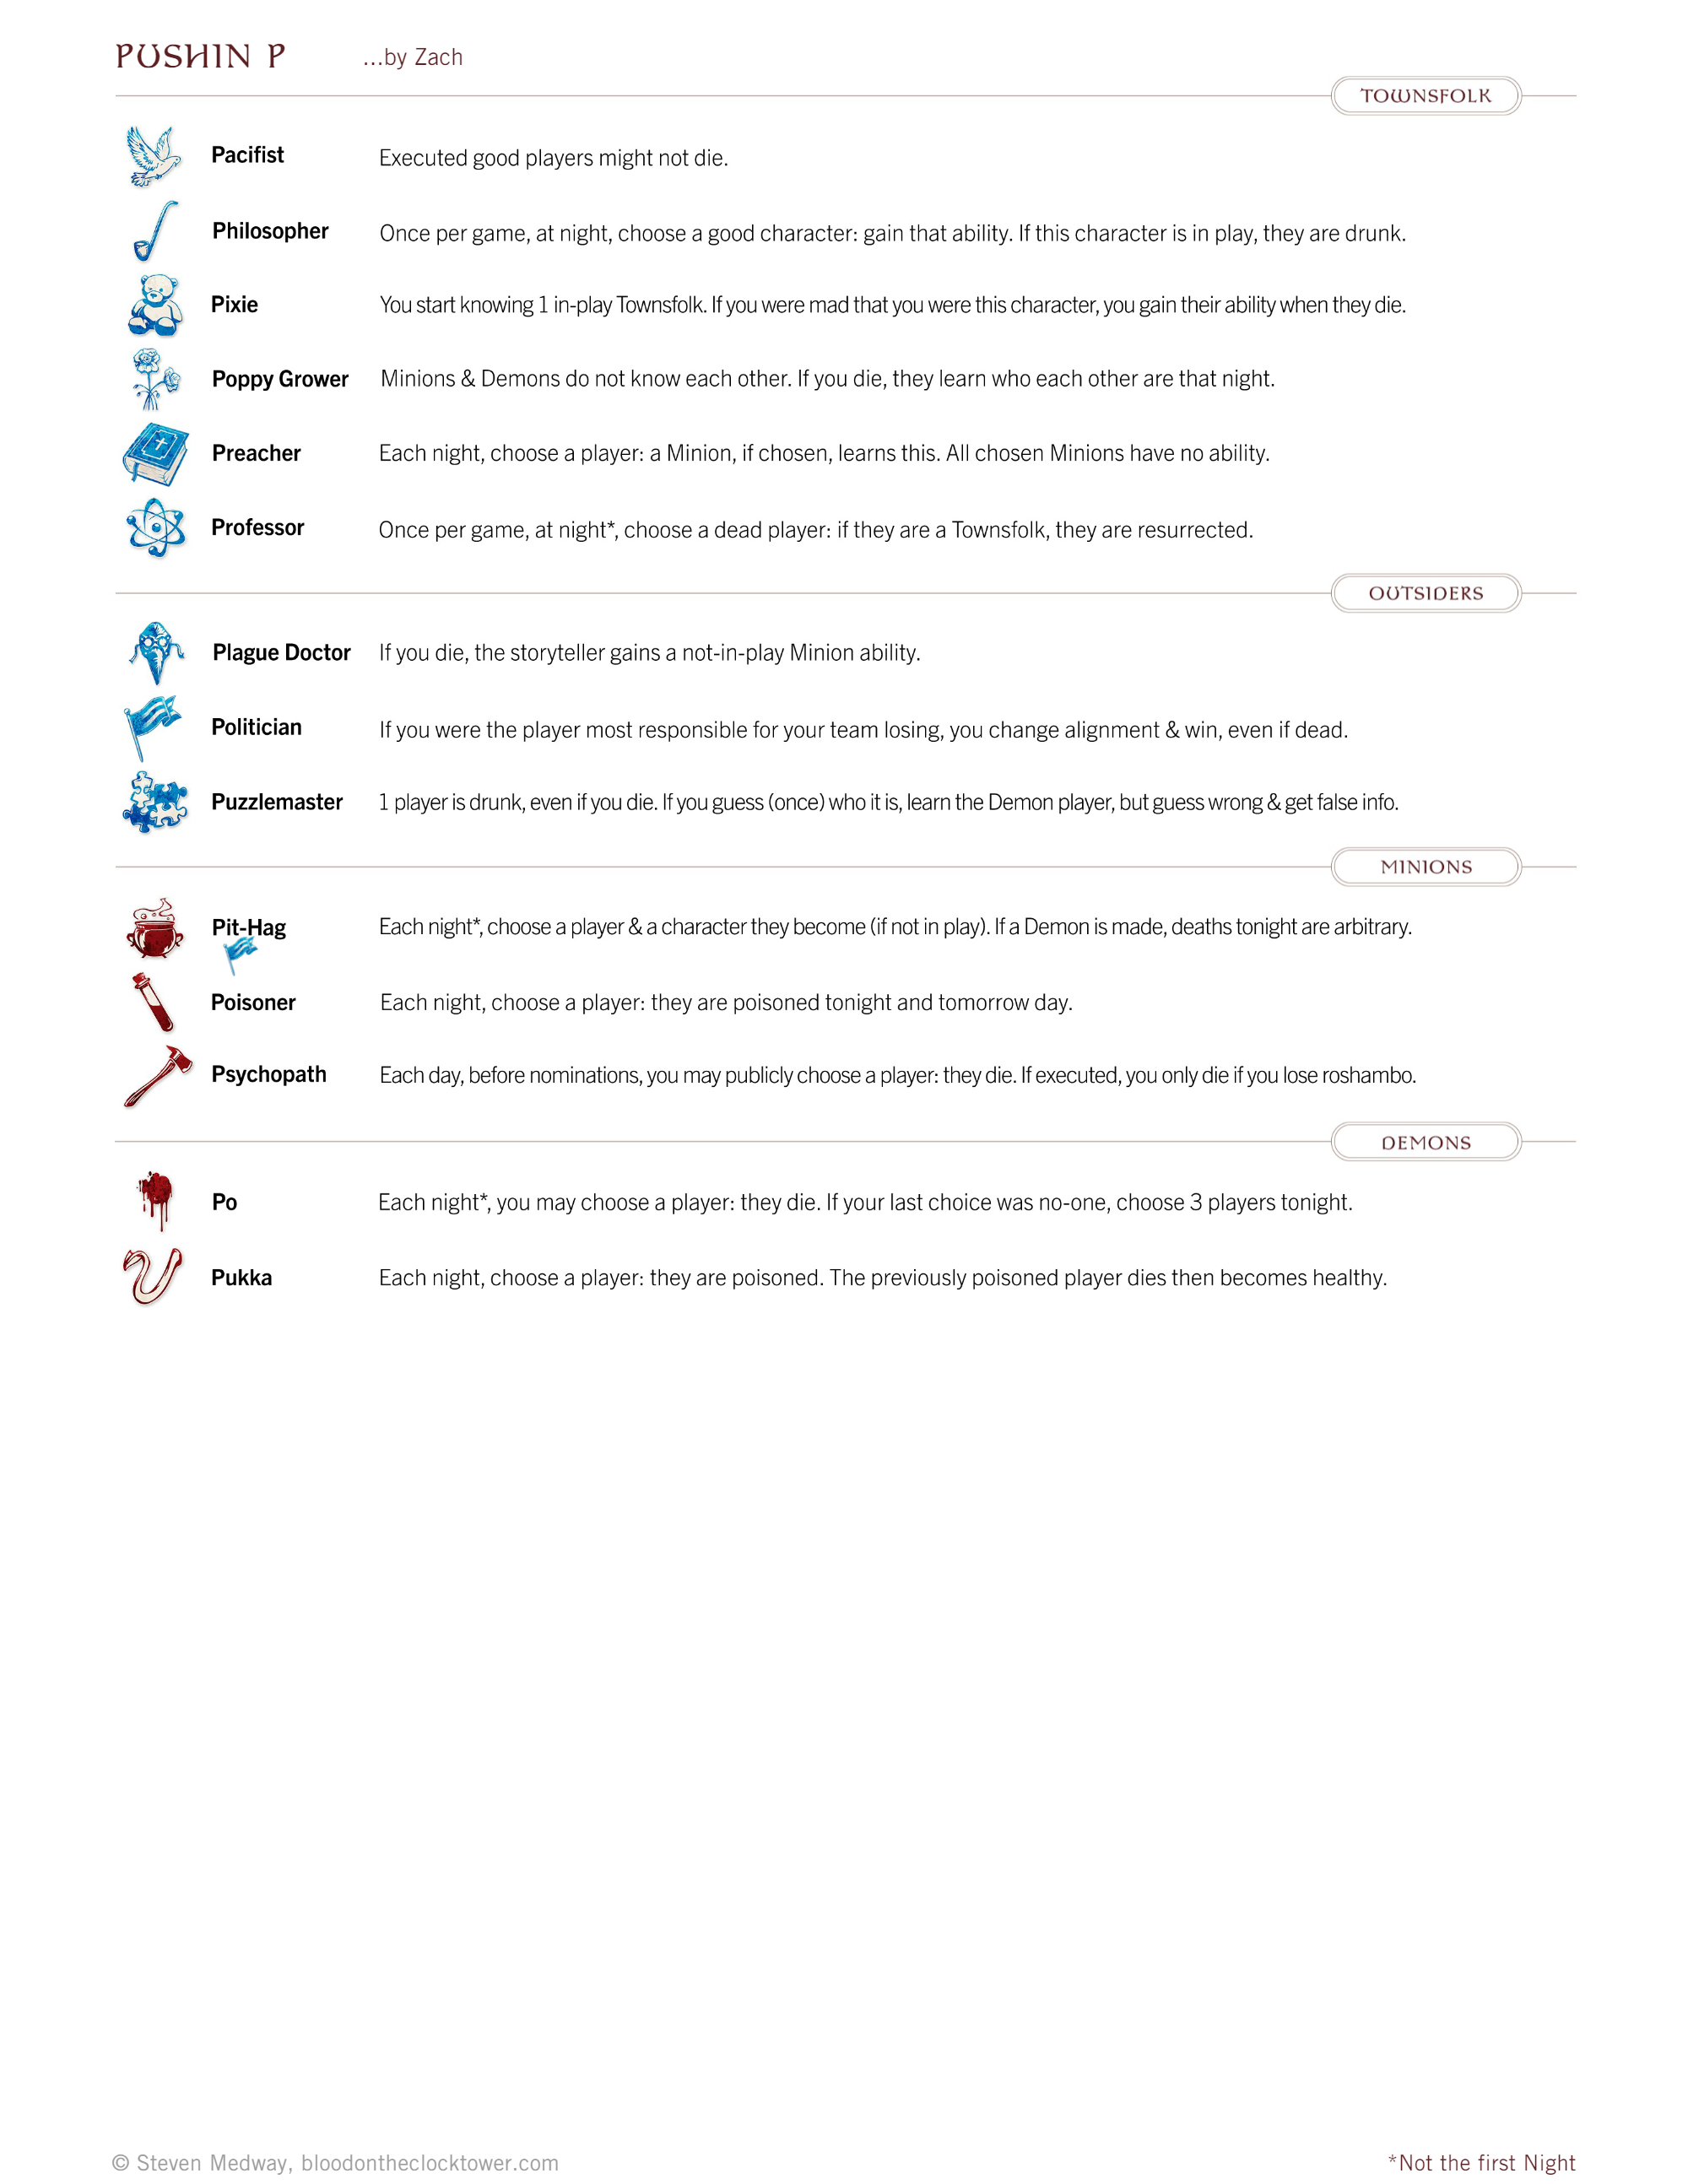 PUSHIN P ...by Zach
TOWNSFOLK
Pacifist Executed good players might not die.
Philosopher Once per game, at night, choose a good character: gain that ability. If this character is in play, they are drunk.
Pixie You start knowing 1 in-play Townsfolk. If you were mad that you were this character, you gain their ability when they die.
Poppy Grower Minions & Demons do not know each other. If you die, they learn who each other are that night.
Preacher Each night, choose a player: a Minion, if chosen, learns this. All chosen Minions have no ability.
Professor Once per game, at night*, choose a dead player: if they are a Townsfolk, they are resurrected.
OUTSIDERS
Plague Doctor If you die, the storyteller gains a not-in-play Minion ability.
Politician If you were the player most responsible for your team losing, you change alignment & win, even if dead.
Puzzlemaster 1 player is drunk, even if you die. If you guess (once) who it is, learn the Demon player, but guess wrong & get false info.
MINIONS
Pit-Hag Each night*, choose a player & a character they become (if not in play). If a Demon is made, deaths tonight are arbitrary.
Poisoner Each night, choose a player: they are poisoned tonight and tomorrow day.
Psychopath Each day, before nominations, you may publicly choose a player: they die. If executed, you only die if you lose roshambo.
DEMONS
Po Each night*, you may choose a player: they die. If your last choice was no-one, choose 3 players tonight.
Pukka Each night, choose a player: they are poisoned. The previously poisoned player dies then becomes healthy.
© Steven Medway, bloodontheclocktower.com *Not the first Night